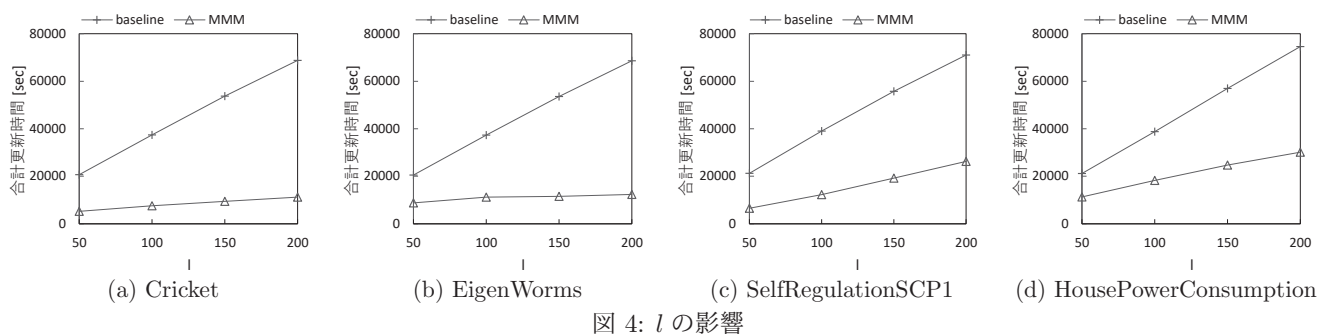 baseline MMM
合計更新時間 [sec]
80000
60000
40000
20000
0
50 100 150 200
l
(a) Cricket
baseline MMM
合計更新時間 [sec]
80000
60000
40000
20000
0
50 100 150 200
l
(b) EigenWorms
baseline MMM
合計更新時間 [sec]
80000
60000
40000
20000
0
50 100 150 200
l
(c) SelfRegulationSCP1
baseline MMM
合計更新時間 [sec]
80000
60000
40000
20000
0
50 100 150 200
l
(d) HousePowerConsumption
図 4: l の影響